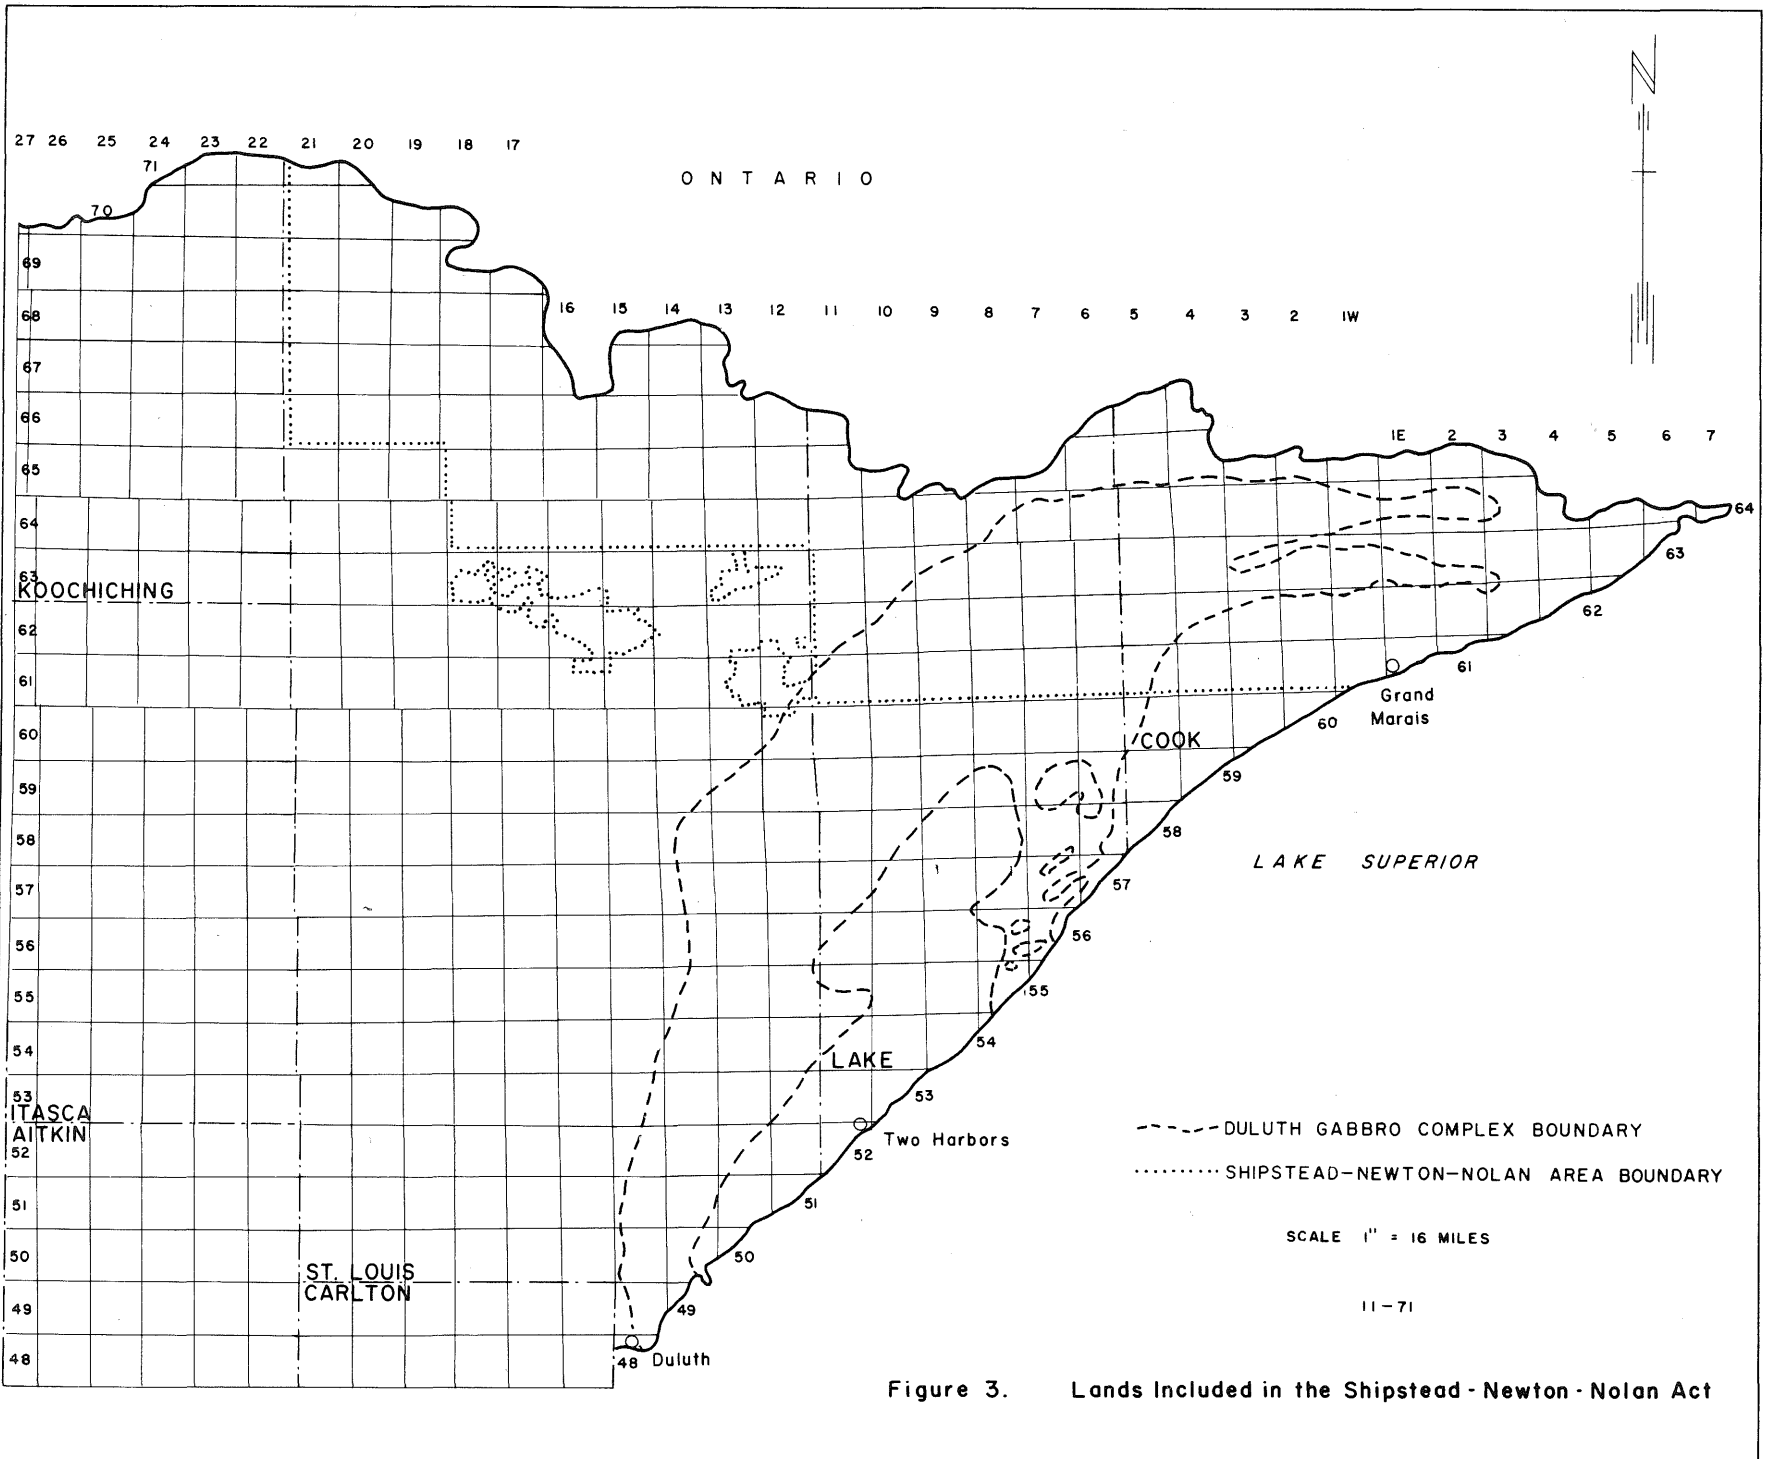 N
27 26 25 24 23 22 21 20 19 18 17
71
ONTARIO
70
69
68
16 15 14 13 12 11 10 9 8 7 6 5 4 3 2 1W
67
66
1E 2 3 4 5 6 7
65
64
64
63
63
KOOCHICHING
62
62
61
61
Grand
Marais
60
60
COOK
59
59
58
58
LAKE SUPERIOR
57
57
56
56
55
55
54
54
LAKE
53
53
ITASCA
AITKIN
52
Two Harbors
52
DULUTH GABBRO COMPLEX BOUNDARY
SHIPSTEAD-NEWTON-NOLAN AREA BOUNDARY
51
51
SCALE 1" = 16 MILES
50
50
ST. LOUIS
CARLTON
49
49
11-71
48
48 Duluth
Figure 3. Lands Included in the Shipstead - Newton - Nolan Act